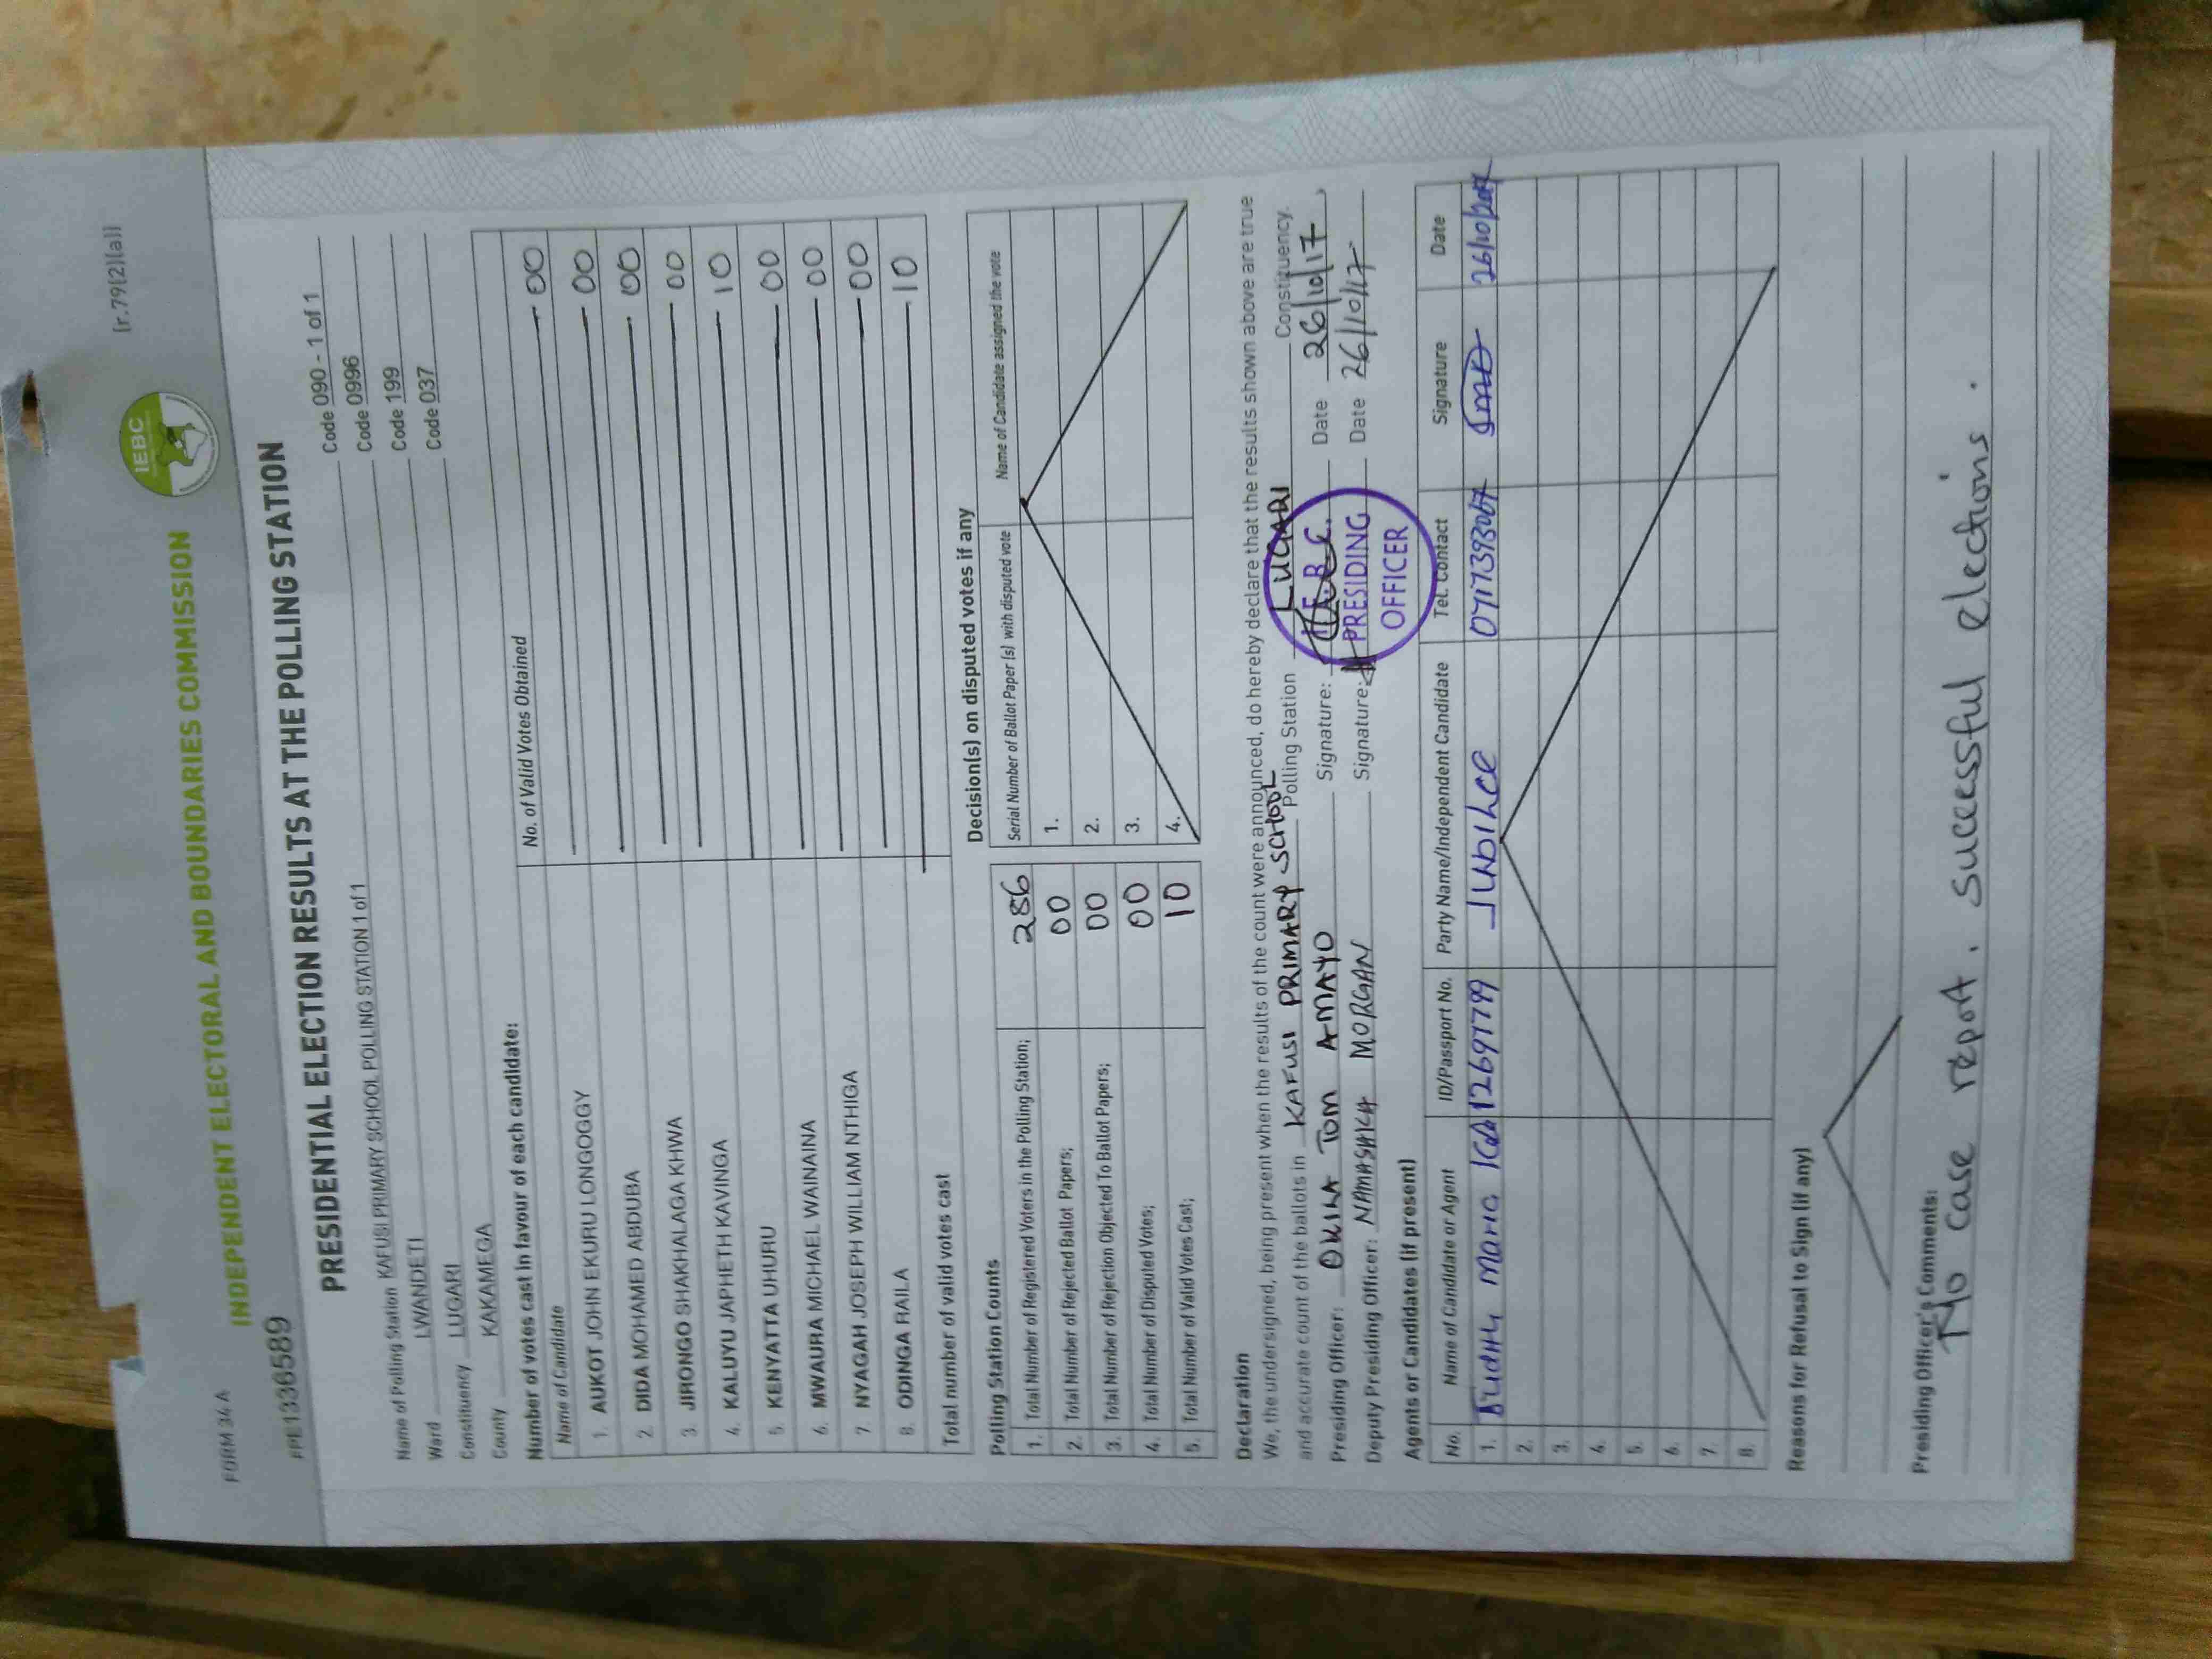 FORM 34 A
(r.79(2)(a))
IEBC
INDEPENDENT ELECTORAL AND BOUNDARIES COMMISSION
PRE1336589
PRESIDENTIAL ELECTION RESULTS AT THE POLLING STATION
Name of Polling Station KAFUSI PRIMARY SCHOOL POLLING STATION 1 of 1 Code 090 - 1 of 1
Ward LWANDETI Code 0996
Constituency LUGARI Code 199
County KAKAMEGA Code 037
Number of votes cast in favour of each candidate:
Name of Candidate No. of Valid Votes Obtained
1. AUKOT JOHN EKURU LONGOGGY 00
2. DIDA MOHAMED ABDUBA 00
3. JIRONGO SHAKHALAGA KHWA 00
4. KALUYU JAPHETH KAVINGA 00
5. KENYATTA UHURU 10
6. MWAURA MICHAEL WAINAINA 00
7. NYAGAH JOSEPH WILLIAM NTHIGA 00
8. ODINGA RAILA 00
Total number of valid votes cast 10
Polling Station Counts
1. Total Number of Registered Voters in the Polling Station; 286
2. Total Number of Rejected Ballot Papers; 00
3. Total Number of Rejection Objected To Ballot Papers; 00
4. Total Number of Disputed Votes; 00
5. Total Number of Valid Votes Cast; 10
Decision(s) on disputed votes if any
Serial Number of Ballot Paper (s) with disputed vote Name of Candidate assigned the vote
1.
2.
3.
4.
Declaration
We, the undersigned, being present when the results of the count were announced, do hereby declare that the results shown above are true
and accurate count of the ballots in KAFUSI PRIMARY SCHOOL Polling Station LUGARI Constituency.
Presiding Officer: OKILA TOM AMAYO Signature: Date 26/10/17
Deputy Presiding Officer: NAMASAKA MORGAN Signature: Date 26/10/17
I.E.B.C.
PRESIDING
OFFICER
Agents or Candidates (if present)
No. Name of Candidate or Agent ID/Passport No. Party Name/Independent Candidate Tel. Contact Signature Date
1. Judith Maria 12697799 Jubilee 0717393067 26/10/2017
2.
3.
4.
5.
6.
7.
8.
Reasons for Refusal to Sign (if any)
Presiding Officer's Comments:
No case report. Successful elections.